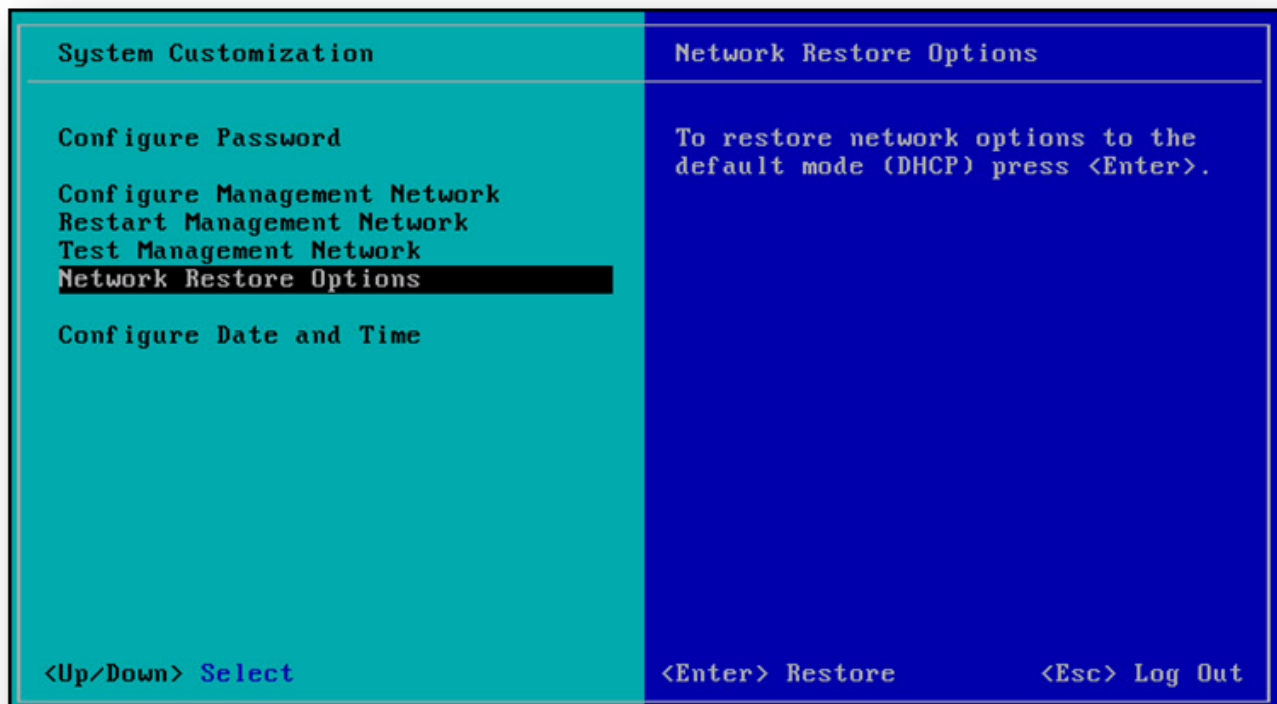 System Customization
Configure Password
Configure Management Network
Restart Management Network
Test Management Network
Network Restore Options
Configure Date and Time
<Up/Down> Select
Network Restore Options
To restore network options to the
default mode (DHCP) press <Enter>.
<Enter> Restore <Esc> Log Out